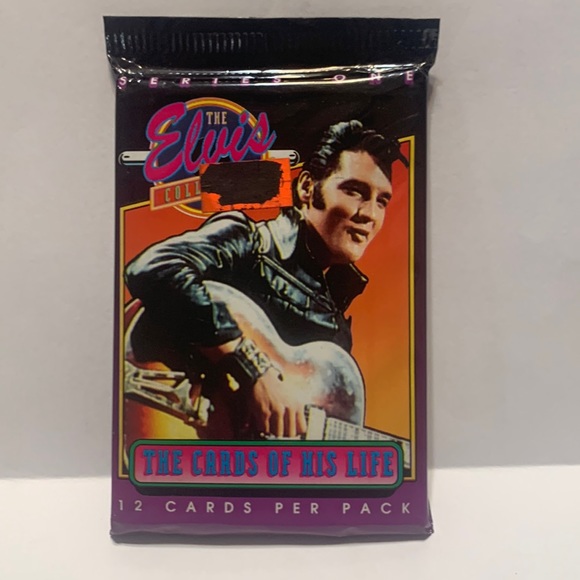 SERIES ONE
THE
Elvis
COLL
THE CARDS OF HIS LIFE
12 CARDS PER PACK